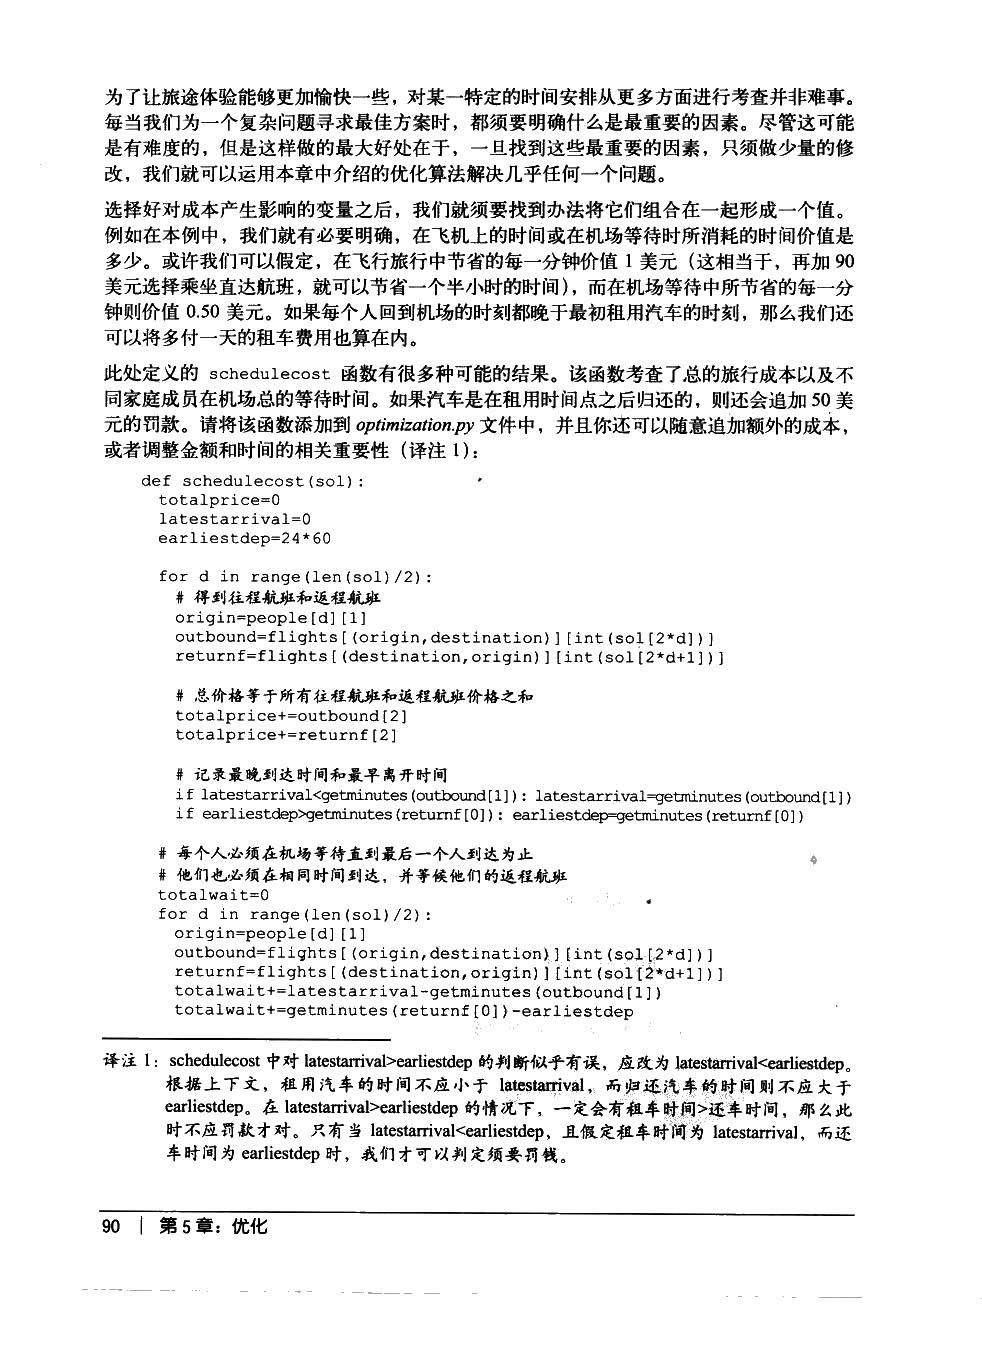 为了让旅途体验能够更加愉快一些，对某一特定的时间安排从更多方面进行考查并非难事。
每当我们为一个复杂问题寻求最佳方案时，都须要明确什么是最重要的因素。尽管这可能
是有难度的，但是这样做的最大好处在于，一旦找到这些最重要的因素，只须做少量的修
改，我们就可以运用本章中介绍的优化算法解决几乎任何一个问题。
选择好对成本产生影响的变量之后，我们就须要找到办法将它们组合在一起形成一个值。
例如在本例中，我们就有必要明确，在飞机上的时间或在机场等待时所消耗的时间价值是
多少。或许我们可以假定，在飞行旅行中节省的每一分钟价值 1 美元（这相当于，再加 90
美元选择乘坐直达航班，就可以节省一个半小时的时间），而在机场等待中所节省的每一分
钟则价值 0.50 美元。如果每个人回到机场的时刻都晚于最初租用汽车的时刻，那么我们还
可以将多付一天的租车费用也算在内。
此处定义的 schedulecost 函数有很多种可能的结果。该函数考查了总的旅行成本以及不
同家庭成员在机场总的等待时间。如果汽车是在租用时间点之后归还的，则还会追加 50 美
元的罚款。请将该函数添加到 optimization.py 文件中，并且你还可以随意追加额外的成本，
或者调整金额和时间的相关重要性（译注 1）：
def schedulecost(sol):
totalprice=0
latestarrival=0
earliestdep=24*60
for d in range(len(sol)/2):
# 得到往程航班和返程航班
origin=people[d][1]
outbound=flights[(origin,destination)][int(sol[2*d])]
returnf=flights[(destination,origin)][int(sol[2*d+1])]
# 总价格等于所有往程航班和返程航班价格之和
totalprice+=outbound[2]
totalprice+=returnf[2]
# 记录最晚到达时间和最早离开时间
if latestarrival<getminutes(outbound[1]): latestarrival=getminutes(outbound[1])
if earliestdep>getminutes(returnf[0]): earliestdep=getminutes(returnf[0])
# 每个人必须在机场等待直到最后一个人到达为止
# 他们也必须在相同时间到达，并等候他们的返程航班
totalwait=0
for d in range(len(sol)/2):
origin=people[d][1]
outbound=flights[(origin,destination)][int(sol[2*d])]
returnf=flights[(destination,origin)][int(sol[2*d+1])]
totalwait+=latestarrival-getminutes(outbound[1])
totalwait+=getminutes(returnf[0])-earliestdep
译注 1：schedulecost 中对 latestarrival>earliestdep 的判断似乎有误，应改为 latestarrival<earliestdep。
根据上下文，租用汽车的时间不应小于 latestarrival，而归还汽车的时间则不应大于
earliestdep。在 latestarrival>earliestdep 的情况下，一定会有租车时间>还车时间，那么此
时不应罚款才对。只有当 latestarrival<earliestdep，且假定租车时间为 latestarrival，而还
车时间为 earliestdep 时，我们才可以判定须要罚钱。
90 | 第 5 章：优化